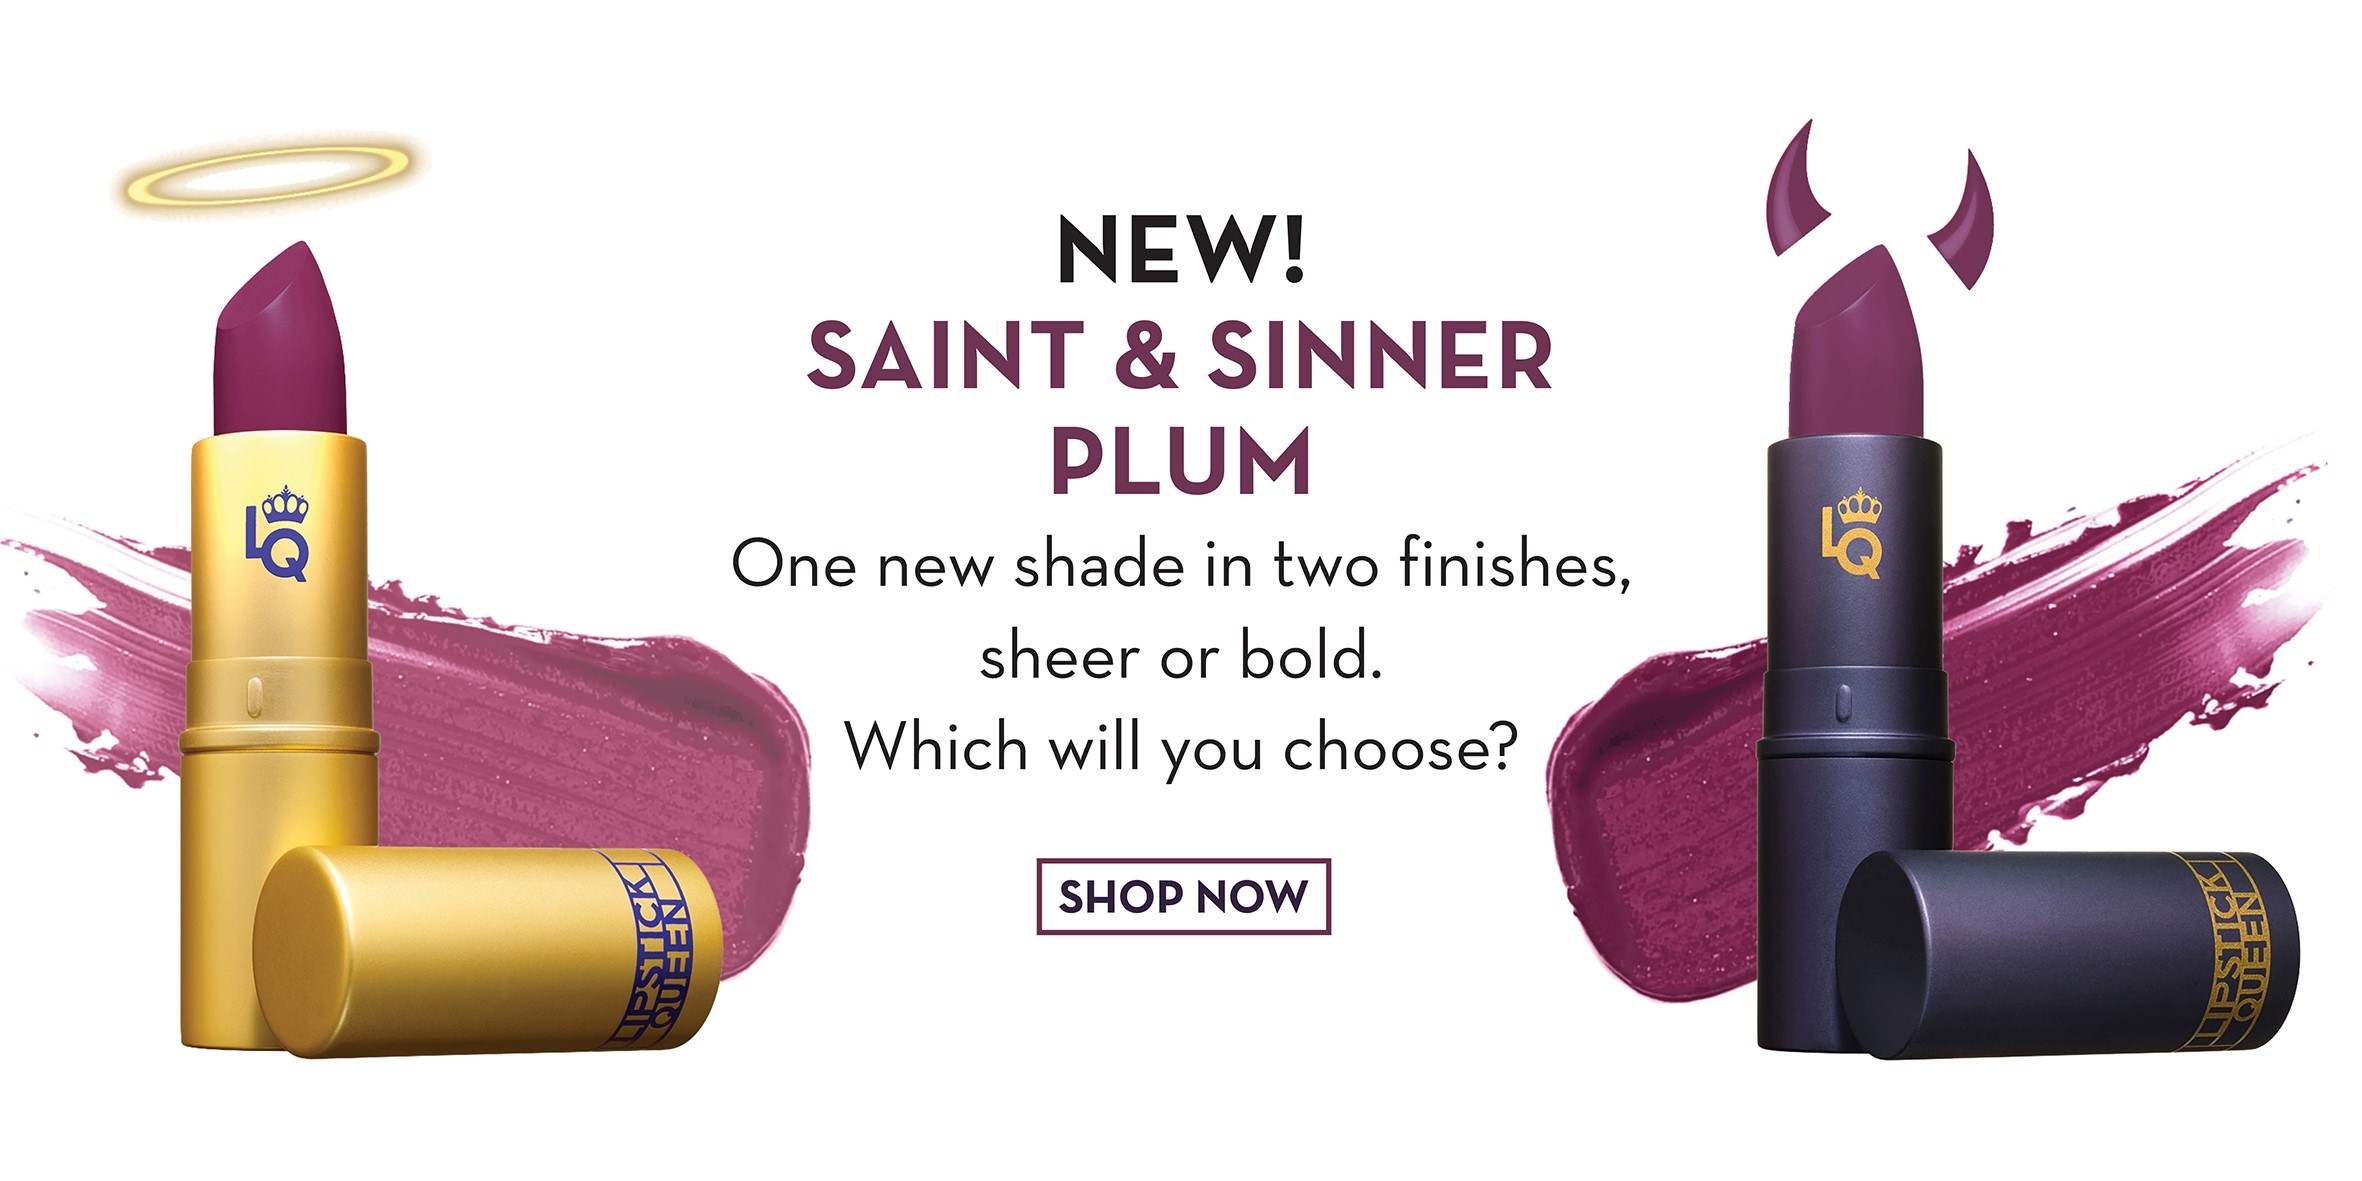 NEW!
SAINT & SINNER
PLUM
One new shade in two finishes,
sheer or bold.
Which will you choose?
SHOP NOW
LQ
LIPSTICK
QUEEN
LQ
LIPSTICK
QUEEN